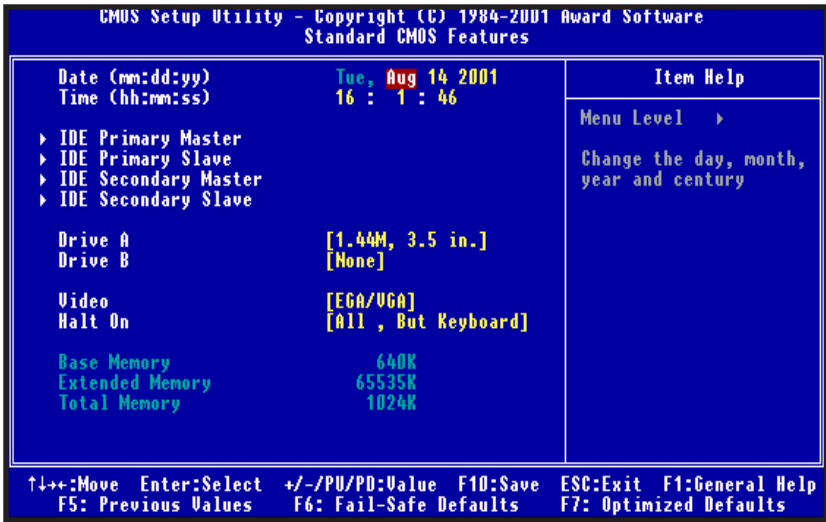 CMOS Setup Utility - Copyright (C) 1984-2001 Award Software
Standard CMOS Features
Date (mm:dd:yy) Tue, Aug 14 2001
Time (hh:mm:ss) 16 : 1 : 46
IDE Primary Master
IDE Primary Slave
IDE Secondary Master
IDE Secondary Slave
Drive A [1.44M, 3.5 in.]
Drive B [None]
Video [EGA/VGA]
Halt On [All , But Keyboard]
Base Memory 640K
Extended Memory 65535K
Total Memory 1024K
Item Help
Menu Level ▸
Change the day, month,
year and century
↑↓→←:Move Enter:Select +/-/PU/PD:Value F10:Save ESC:Exit F1:General Help
F5: Previous Values F6: Fail-Safe Defaults F7: Optimized Defaults